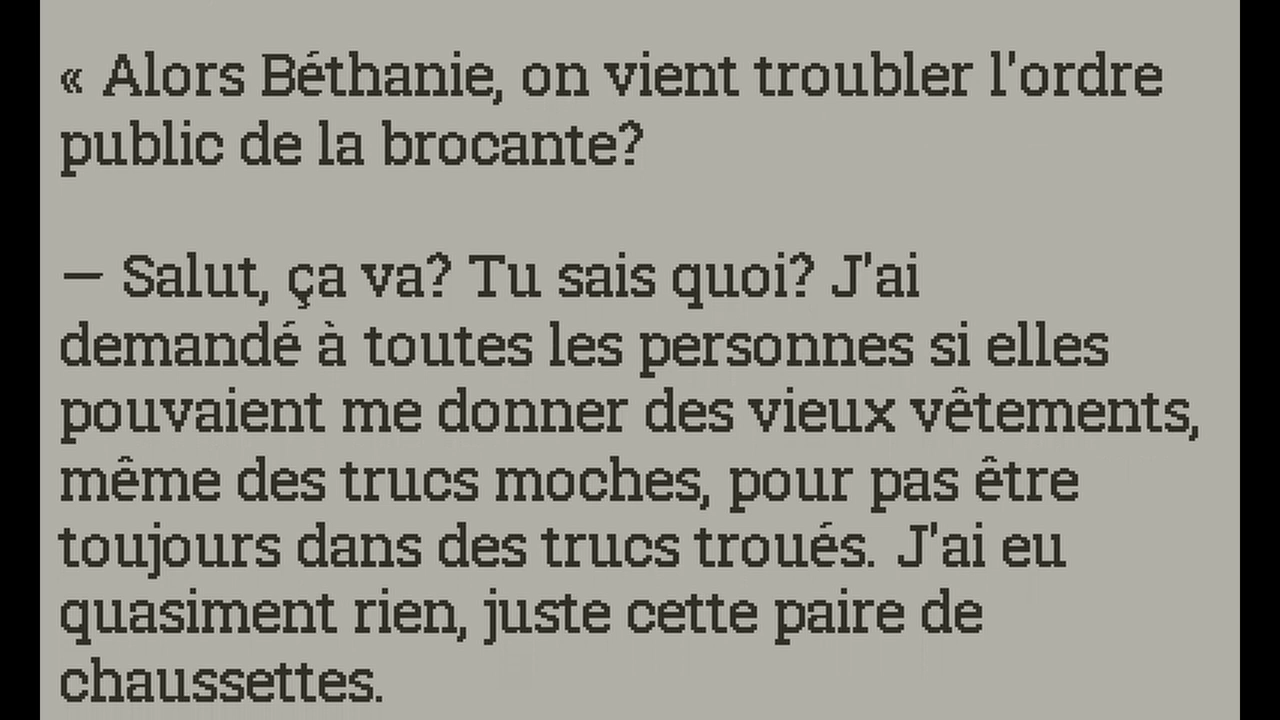 « Alors Béthanie, on vient troubler l'ordre
public de la brocante?
— Salut, ça va? Tu sais quoi? J'ai
demandé à toutes les personnes si elles
pouvaient me donner des vieux vêtements,
même des trucs moches, pour pas être
toujours dans des trucs troués. J'ai eu
quasiment rien, juste cette paire de
chaussettes.